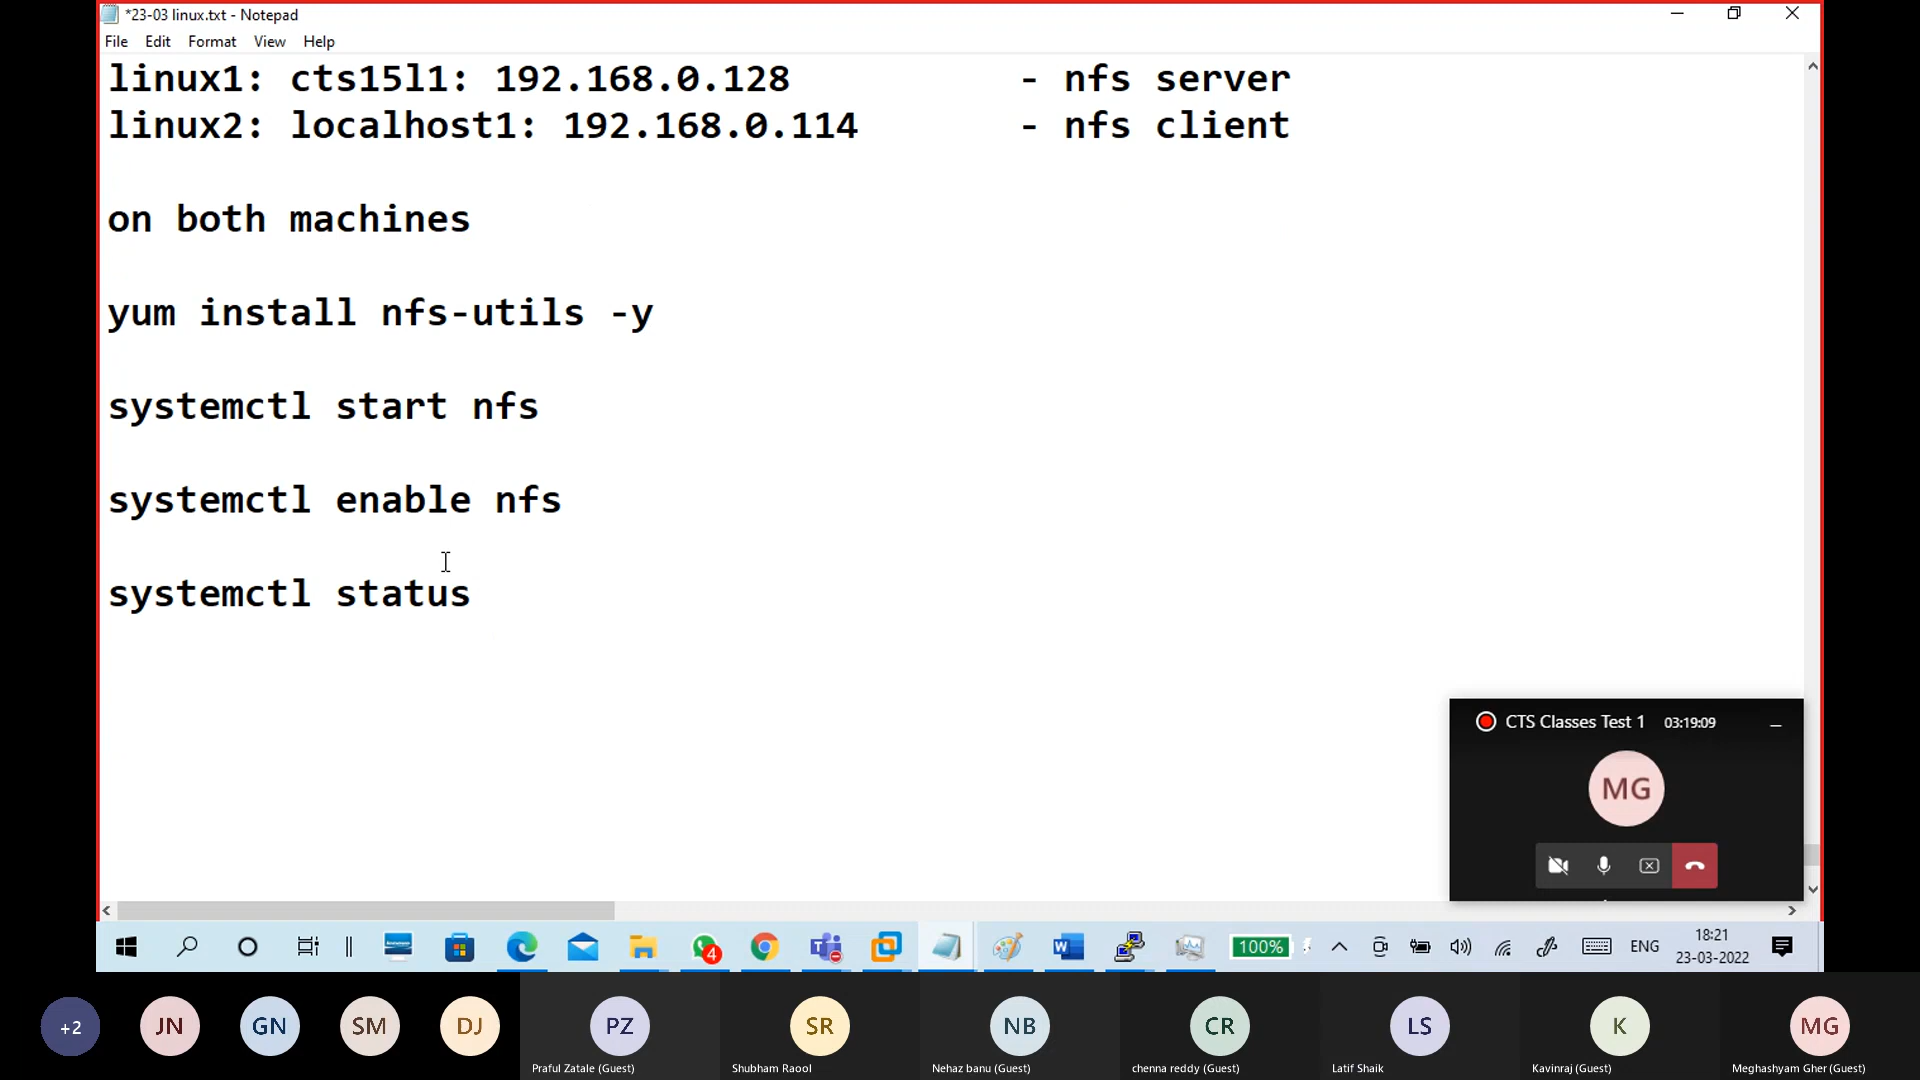 *23-03 linux.txt - Notepad
File Edit Format View Help
linux1: cts15l1: 192.168.0.128 - nfs server
linux2: localhost1: 192.168.0.114 - nfs client
on both machines
yum install nfs-utils -y
systemctl start nfs
systemctl enable nfs
systemctl status
CTS Classes Test 1 03:19:09
MG
4
100%
ENG
18:21
23-03-2022
+2
JN
GN
SM
DJ
PZ
SR
NB
CR
LS
K
MG
Praful Zatale (Guest)
Shubham Raool
Nehaz banu (Guest)
chenna reddy (Guest)
Latif Shaik
Kavinraj (Guest)
Meghashyam Gher (Guest)